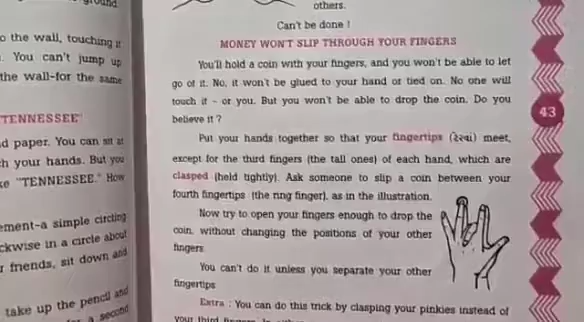 ground
o the wall, touching it
. You can't jump up
the wall-for the same
TENNESSEE"
d paper. You can sit at
h your hands. But you
ke "TENNESSEE." How
ement-a simple circling
ckwise in a circle about
r friends, sit down and
take up the pencil and
a second
others.
Can't be done !
MONEY WON'T SLIP THROUGH YOUR FINGERS
You'll hold a coin with your fingers, and you won't be able to let
go of it. No, it won't be glued to your hand or tied on. No one will
touch it - or you. But you won't be able to drop the coin. Do you
believe it ?
Put your hands together so that your fingertips (ટેરવાં) meet,
except for the third fingers (the tall ones) of each hand, which are
clasped (held tightly). Ask someone to slip a coin between your
fourth fingertips (the ring finger), as in the illustration.
Now try to open your fingers enough to drop the
coin, without changing the positions of your other
fingers.
You can't do it unless you separate your other
fingertips
Extra : You can do this trick by clasping your pinkies instead of
your third fingers
43